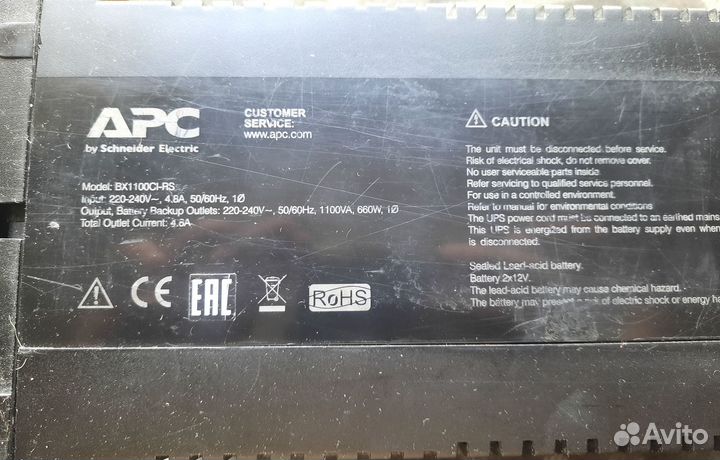 APC
by Schneider Electric
CUSTOMER
SERVICE:
www.apc.com
Model: BX1100CI-RS
Input: 220-240V~, 4.8A, 50/60Hz, 1Ø
Output, Battery Backup Outlets: 220-240V~, 50/60Hz, 1100VA, 660W, 1Ø
Total Outlet Current: 4.8A
CE
EAC
RoHS
CAUTION
The unit must be disconnected before service.
Risk of electrical shock, do not remove cover.
No user serviceable parts inside
Refer servicing to qualified service personnel.
For use in a controlled environment.
Refer to manual for environmental conditions
The UPS power cord must be connected to an earthed mains
This UPS is energized from the battery supply even when
is disconnected.
Sealed Lead-acid battery.
Battery 2x12V.
The lead-acid battery may cause chemical hazard.
The battery may present a risk of electric shock or energy
Avito